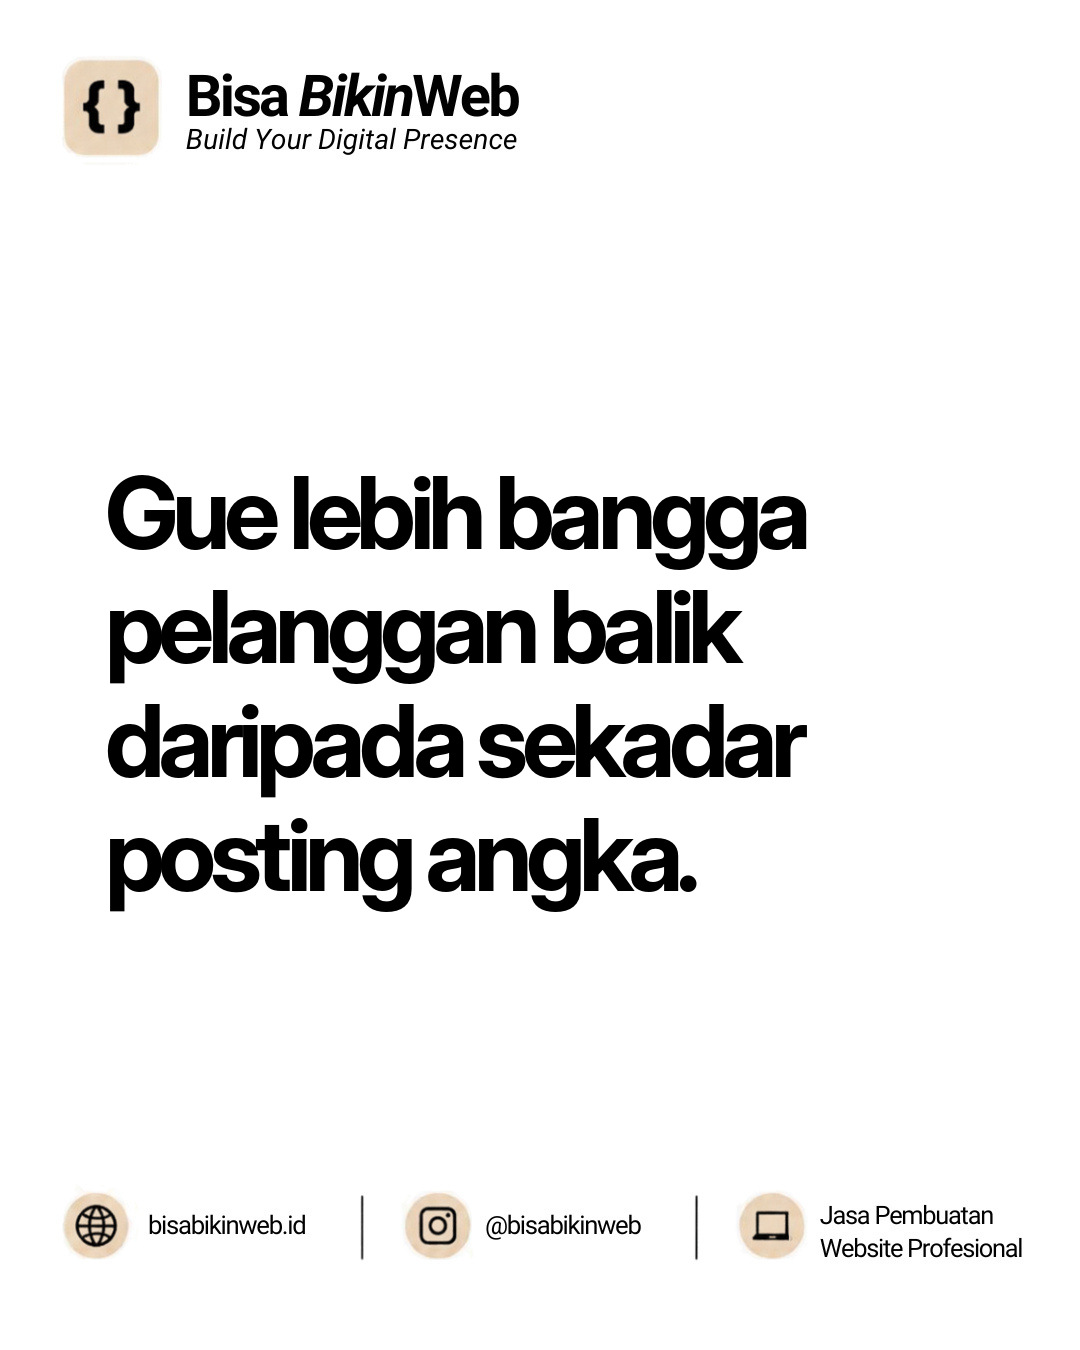 { }
Bisa BikinWeb
Build Your Digital Presence
Gue lebih bangga
pelanggan balik
daripada sekadar
posting angka.
bisabikinweb.id
@bisabikinweb
Jasa Pembuatan
Website Profesional